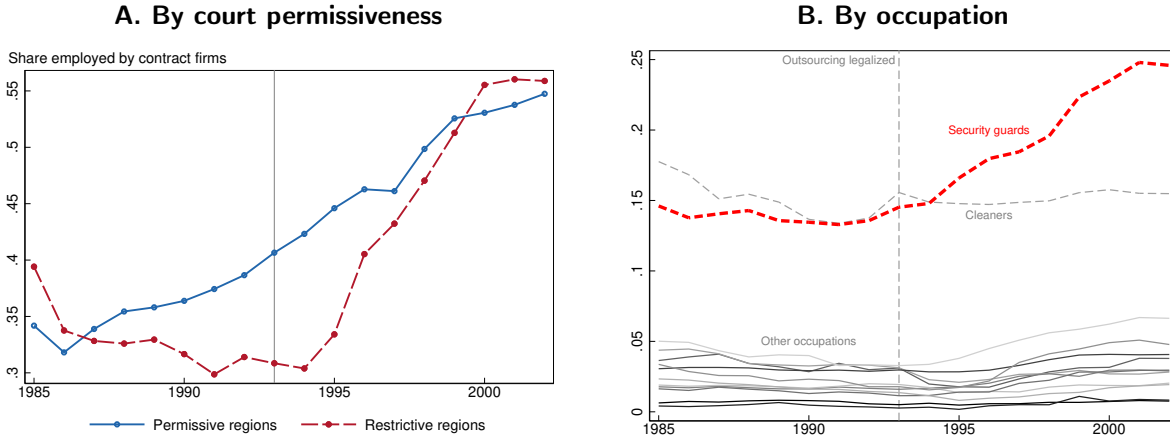 A. By court permissiveness
Share employed by contract firms
.55
.5
.45
.4
.35
.3
1985
1990
1995
2000
Permissive regions
Restrictive regions
B. By occupation
.25
.2
.15
.1
.05
0
Outsourcing legalized
Security guards
Cleaners
Other occupations
1985
1990
1995
2000